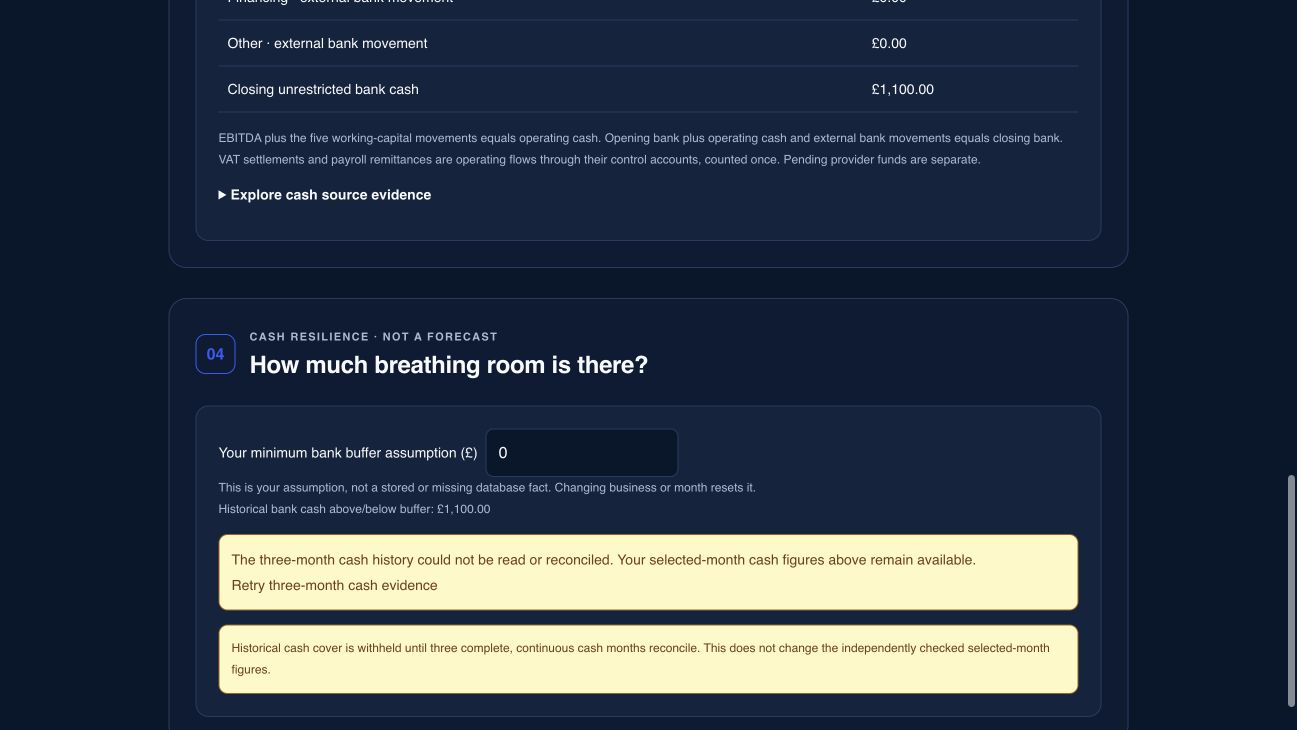 Financing · external bank movement £0.00
Other · external bank movement £0.00
Closing unrestricted bank cash £1,100.00
EBITDA plus the five working-capital movements equals operating cash. Opening bank plus operating cash and external bank movements equals closing bank.
VAT settlements and payroll remittances are operating flows through their control accounts, counted once. Pending provider funds are separate.
Explore cash source evidence
04
CASH RESILIENCE · NOT A FORECAST
How much breathing room is there?
Your minimum bank buffer assumption (£) 0
This is your assumption, not a stored or missing database fact. Changing business or month resets it.
Historical bank cash above/below buffer: £1,100.00
The three-month cash history could not be read or reconciled. Your selected-month cash figures above remain available.
Retry three-month cash evidence
Historical cash cover is withheld until three complete, continuous cash months reconcile. This does not change the independently checked selected-month
figures.